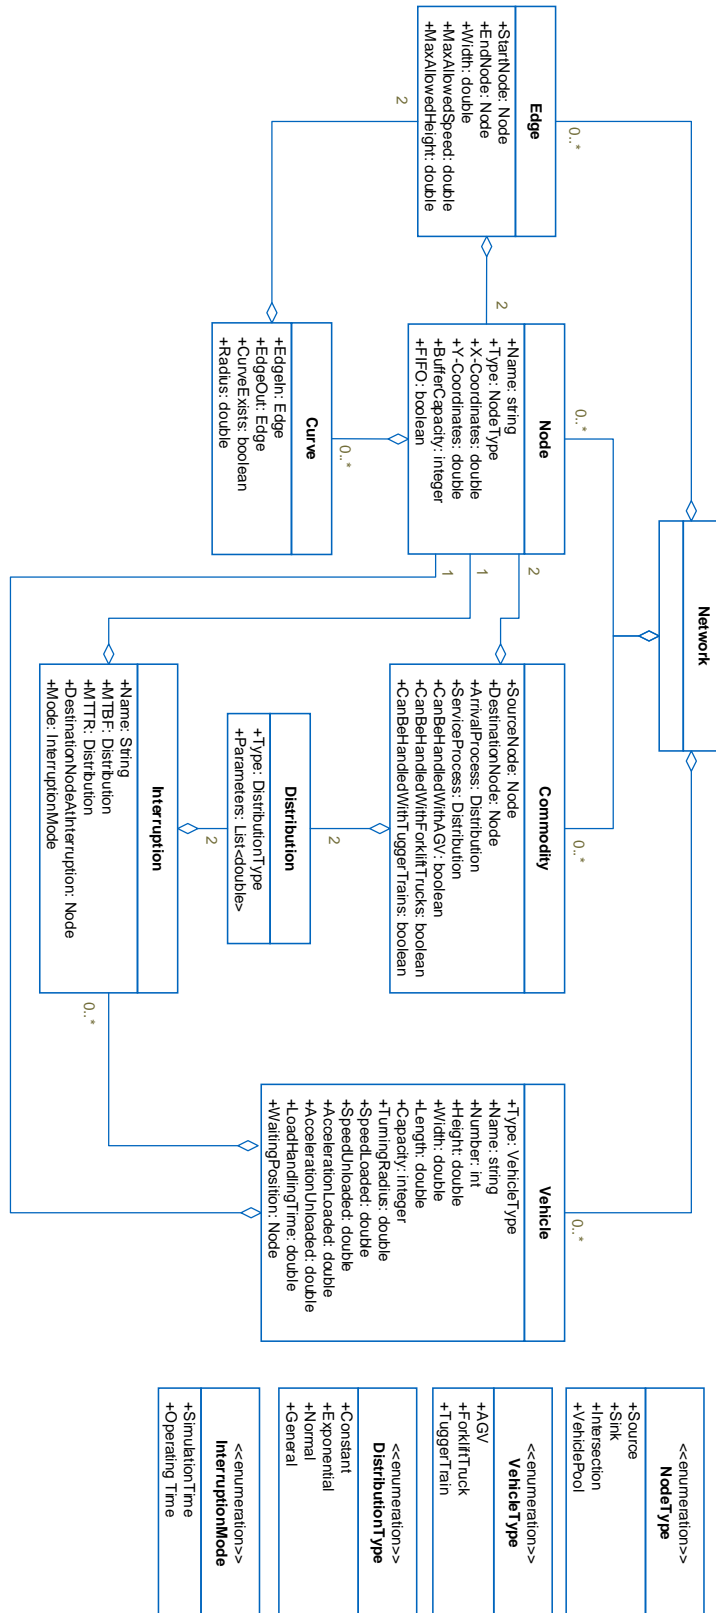 Network
Edge
+StartNode: Node
+EndNode: Node
+Width: double
+MaxAllowedSpeed: double
+MaxAllowedHeight: double
0..*
2
Node
+Name: string
+Type: NodeType
+X-Coordinates: double
+Y-Coordinates: double
+BufferCapacity: integer
+FIFO: boolean
0..*
2
2
1
1
Curve
+EdgeIn: Edge
+EdgeOut: Edge
+CurveExists: boolean
+Radius: double
0..*
Commodity
+SourceNode: Node
+DestinationNode: Node
+ArrivalProcess: Distribution
+ServiceProcess: Distribution
+CanBeHandledWithAGV: boolean
+CanBeHandledWithForkliftTrucks: boolean
+CanBeHandledWithTuggerTrains: boolean
0..*
Distribution
+Type: DistributionType
+Parameters: List<double>
2
2
Interruption
+Name: String
+MTBF: Distribution
+MTTR: Distribution
+DestinationNodeAtInterruption: Node
+Mode: InterruptionMode
0..*
Vehicle
+Type: VehicleType
+Name: string
+Number: int
+Height: double
+Width: double
+Length: double
+Capacity: integer
+TurningRadius: double
+SpeedLoaded: double
+SpeedUnloaded: double
+AccelerationLoaded: double
+AccelerationUnloaded: double
+LoadHandlingTime: double
+WaitingPosition: Node
0..*
<<enumeration>>
NodeType
+Source
+Sink
+Intersection
+VehiclePool
<<enumeration>>
VehicleType
+AGV
+ForkliftTruck
+TuggerTrain
<<enumeration>>
DistributionType
+Constant
+Exponential
+Normal
+General
<<enumeration>>
InterruptionMode
+SimulationTime
+Operating Time